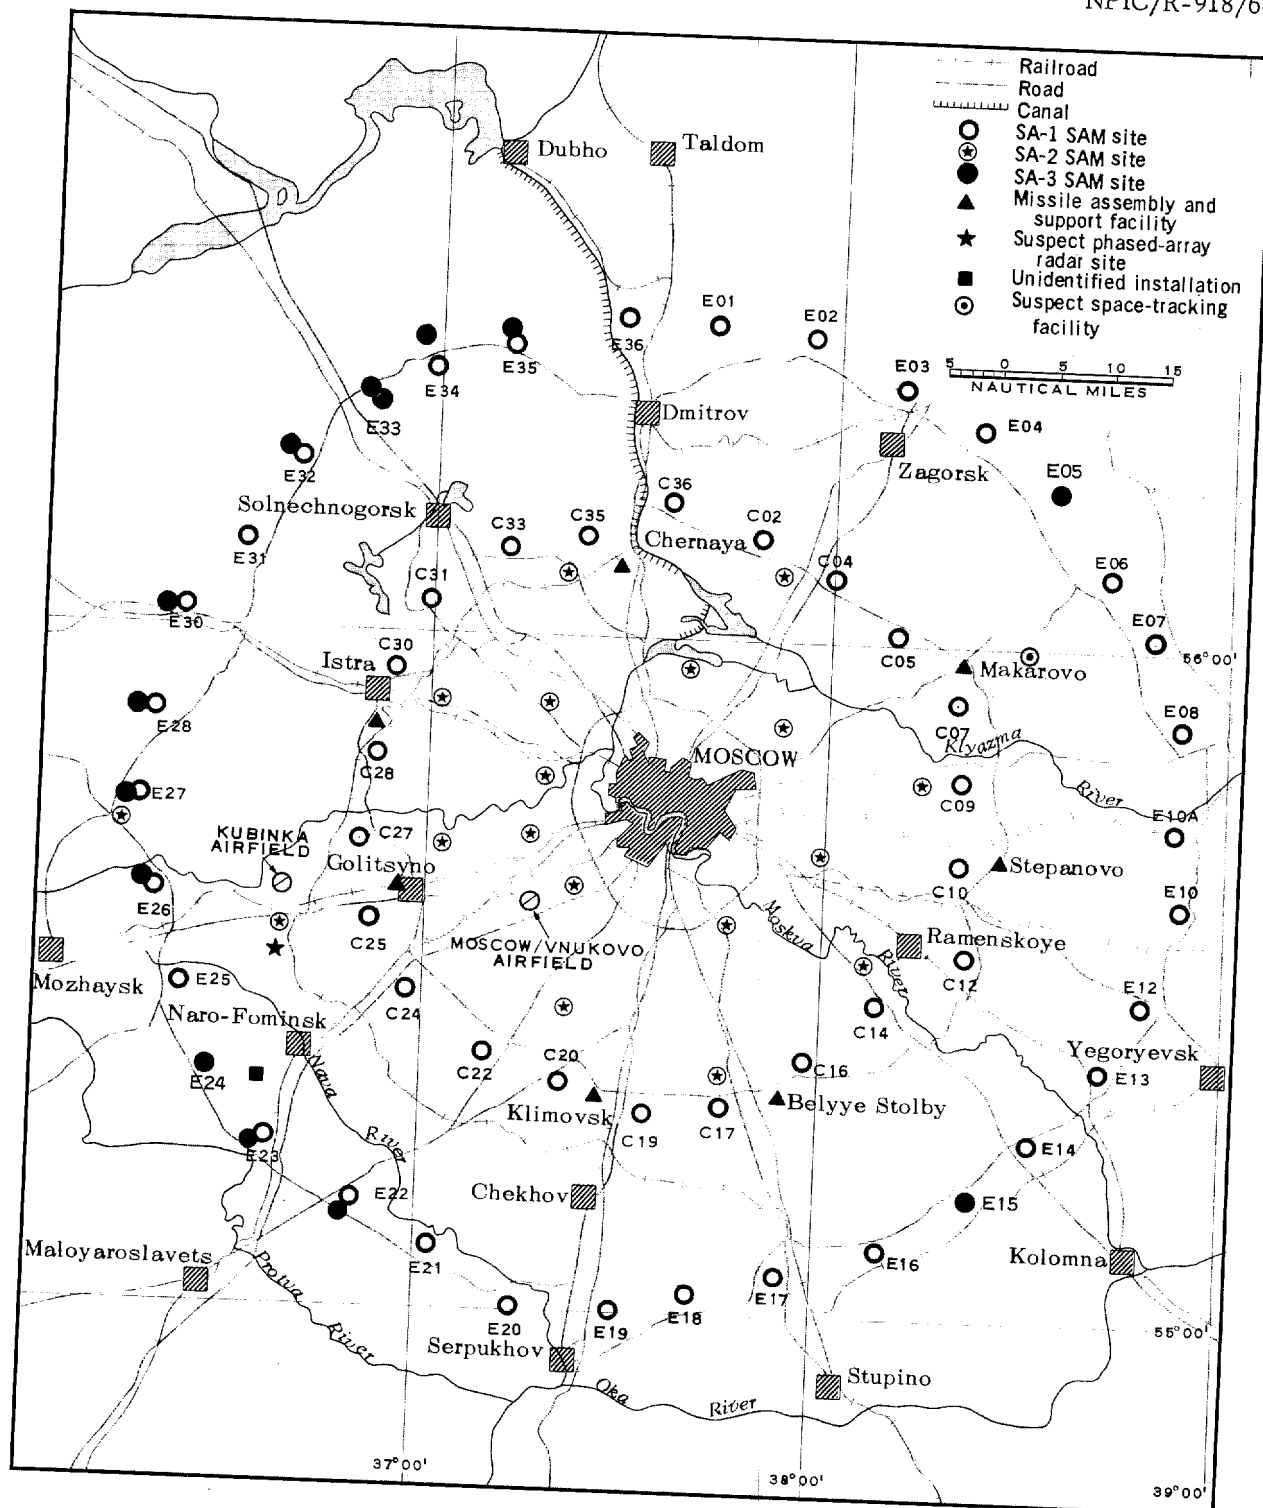 NPIC/R-918/6
Railroad
Road
Canal
SA-1 SAM site
SA-2 SAM site
SA-3 SAM site
Missile assembly and
support facility
Suspect phased-array
radar site
Unidentified installation
Suspect space-tracking
facility
5 0 5 10 15
NAUTICAL MILES
Dubho
Taldom
E01
E02
E36
E35
E34
E03
E33
Dmitrov
E04
Zagorsk
E05
E32
Solnechnogorsk
C36
C33
C35
C02
Chernaya
E31
C31
C04
E06
E30
C30
Istra
C05
E07
56°00'
Makarovo
E28
C07
Klyazma
River
E08
C28
MOSCOW
E27
C09
E10A
KUBINKA
AIRFIELD
C27
Golitsyno
C10
Stepanovo
E26
E10
C25
MOSCOW/VNUKOVO
AIRFIELD
Moskva
River
Ramenskoye
C12
Mozhaysk
E25
C24
C14
E12
Naro-Fominsk
Nava
River
C22
C20
C16
Yegoryevsk
E13
E24
Klimovsk
C19
C17
Belyye Stolby
E23
E14
E22
Chekhov
E15
Maloyaroslavets
E21
E16
Kolomna
Protva
River
E20
E19
E18
E17
55°00'
Serpukhov
Oka
River
Stupino
37°00'
38°00'
39°00'